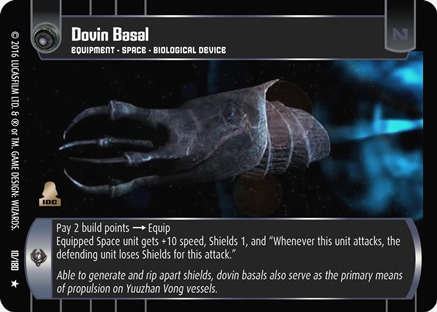 Dovin Basal
EQUIPMENT - SPACE - BIOLOGICAL DEVICE
N
© 2016 LUCASFILM LTD. & ® or TM. GAME DESIGN: WIZARDS.
IDC
Pay 2 build points → Equip
Equipped Space unit gets +10 speed, Shields 1, and "Whenever this unit attacks, the
defending unit loses Shields for this attack."
Able to generate and rip apart shields, dovin basals also serve as the primary means
of propulsion on Yuuzhan Vong vessels.